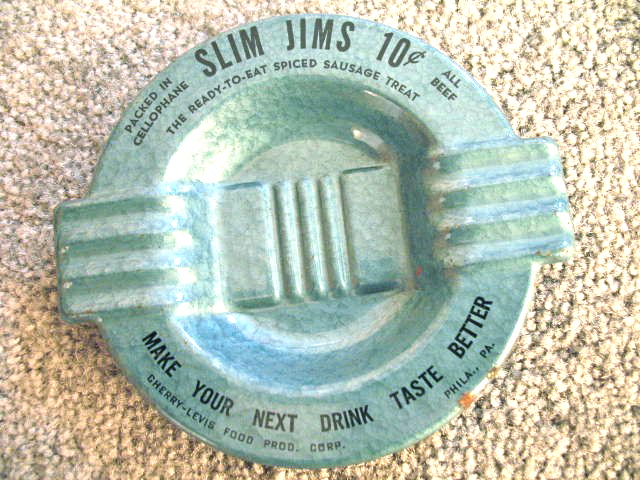 SLIM JIMS 10¢
PACKED IN
CELLOPHANE
THE READY-TO-EAT SPICED SAUSAGE TREAT
ALL
BEEF
MAKE YOUR NEXT DRINK TASTE BETTER
CHERRY-LEVIS FOOD PROD. CORP.
PHILA., PA.